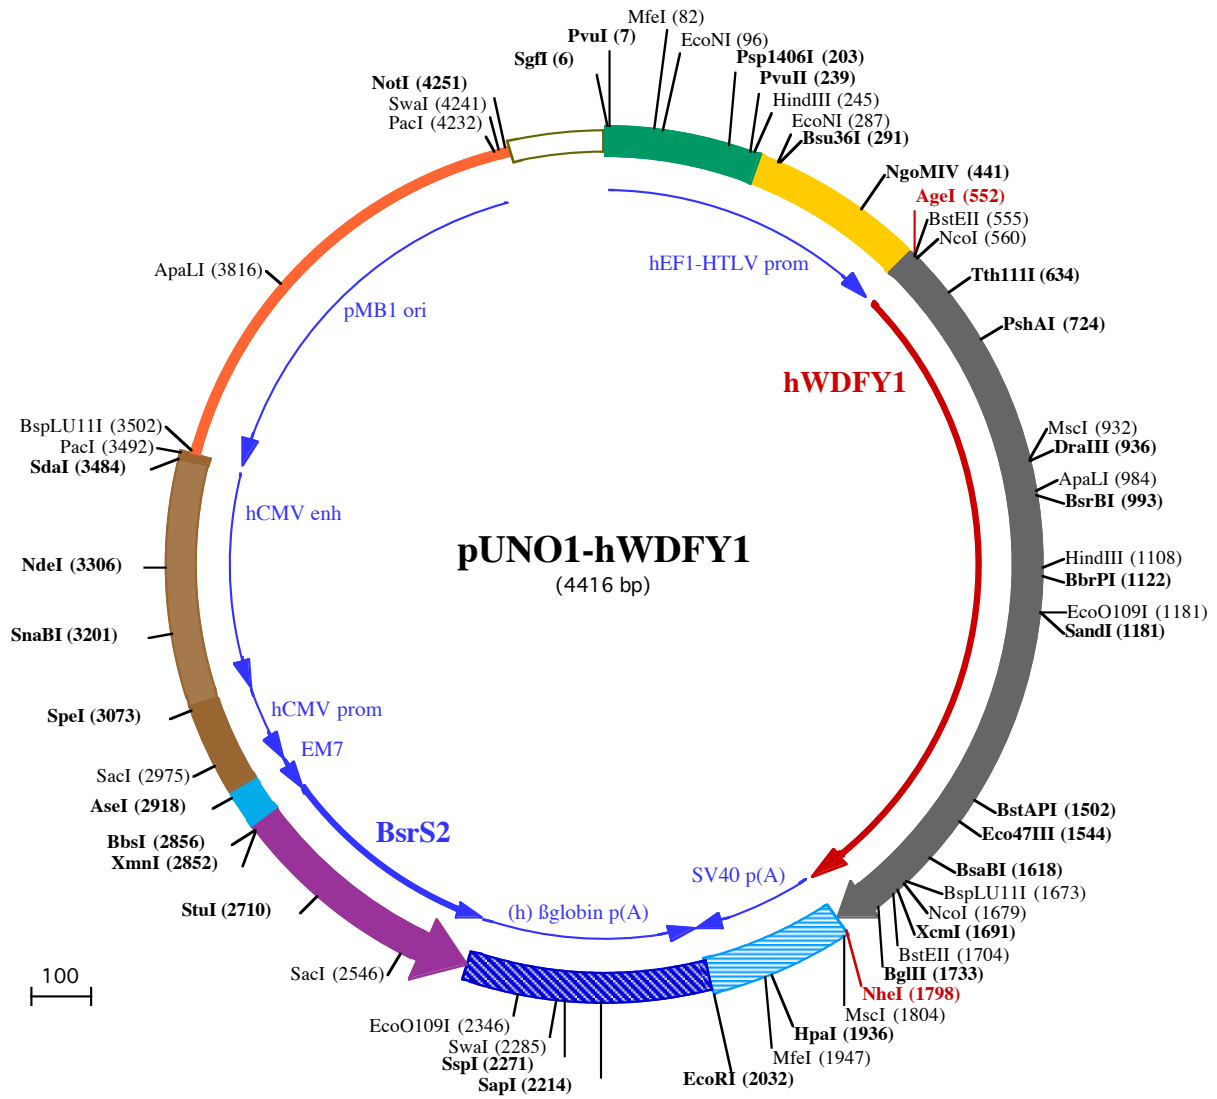 MfeI (82)
PvuI (7)
EcoNI (96)
SgfI (6)
Psp1406I (203)
PvuII (239)
NotI (4251)
HindIII (245)
SwaI (4241)
EcoNI (287)
PacI (4232)
Bsu36I (291)
NgoMIV (441)
AgeI (552)
BstEII (555)
NcoI (560)
hEF1-HTLV prom
ApaLI (3816)
Tth111I (634)
pMB1 ori
PshAI (724)
hWDFY1
BspLU11I (3502)
MscI (932)
PacI (3492)
DraIII (936)
SdaI (3484)
ApaLI (984)
BsrBI (993)
hCMV enh
pUNO1-hWDFY1
(4416 bp)
NdeI (3306)
HindIII (1108)
BbrPI (1122)
EcoO109I (1181)
SnaBI (3201)
SandI (1181)
SpeI (3073)
hCMV prom
EM7
SacI (2975)
AseI (2918)
BstAPI (1502)
BsrS2
Eco47III (1544)
BbsI (2856)
XmnI (2852)
BsaBI (1618)
SV40 p(A)
BspLU11I (1673)
StuI (2710)
(h) ßglobin p(A)
NcoI (1679)
XcmI (1691)
BstEII (1704)
SacI (2546)
BglII (1733)
100
NheI (1798)
MscI (1804)
EcoO109I (2346)
HpaI (1936)
SwaI (2285)
MfeI (1947)
SspI (2271)
EcoRI (2032)
SapI (2214)